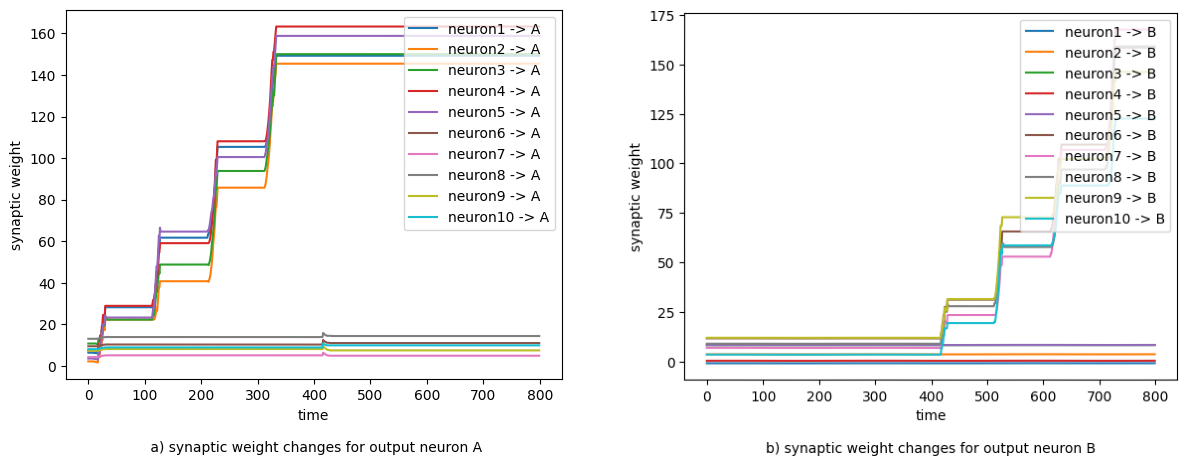 160
140
120
100
80
60
40
20
0
synaptic weight
neuron1 -> A
neuron2 -> A
neuron3 -> A
neuron4 -> A
neuron5 -> A
neuron6 -> A
neuron7 -> A
neuron8 -> A
neuron9 -> A
neuron10 -> A
0 100 200 300 400 500 600 700 800
time
a) synaptic weight changes for output neuron A
175
150
125
100
75
50
25
0
synaptic weight
neuron1 -> B
neuron2 -> B
neuron3 -> B
neuron4 -> B
neuron5 -> B
neuron6 -> B
neuron7 -> B
neuron8 -> B
neuron9 -> B
neuron10 -> B
0 100 200 300 400 500 600 700 800
time
b) synaptic weight changes for output neuron B